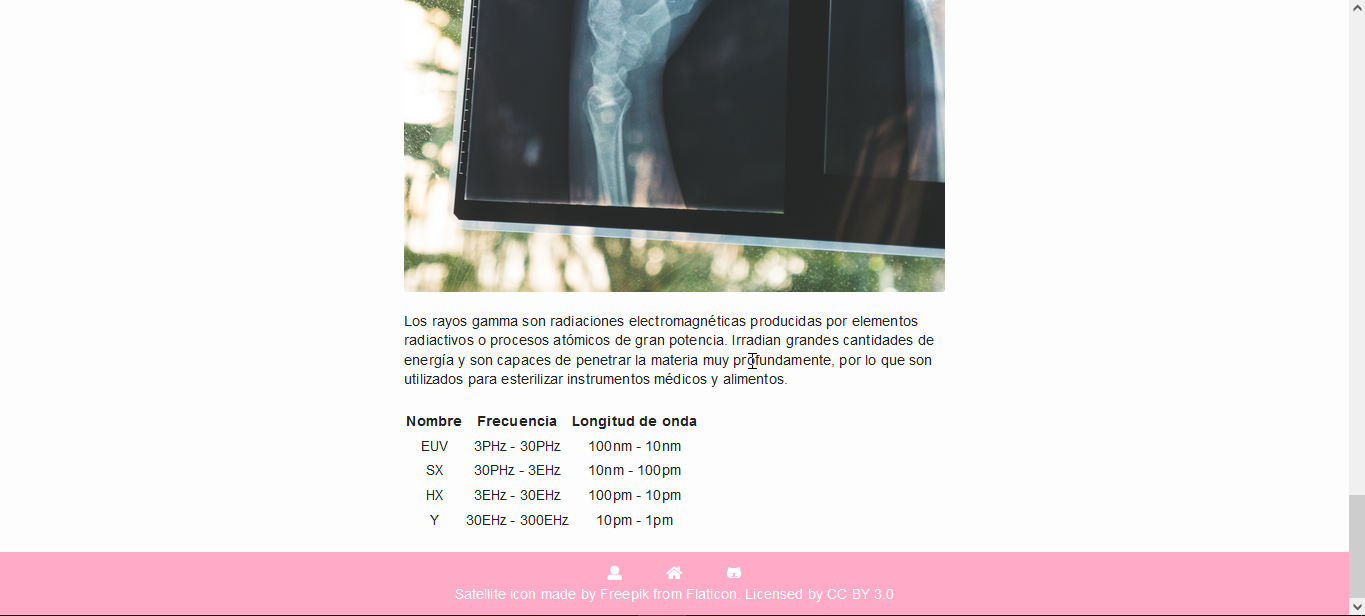 Los rayos gamma son radiaciones electromagnéticas producidas por elementos
radiactivos o procesos atómicos de gran potencia. Irradian grandes cantidades de
energía y son capaces de penetrar la materia muy profundamente, por lo que son
utilizados para esterilizar instrumentos médicos y alimentos.
Nombre Frecuencia Longitud de onda
EUV 3PHz - 30PHz 100nm - 10nm
SX 30PHz - 3EHz 10nm - 100pm
HX 3EHz - 30EHz 100pm - 10pm
Y 30EHz - 300EHz 10pm - 1pm
Satellite icon made by Freepik from Flaticon. Licensed by CC BY 3.0